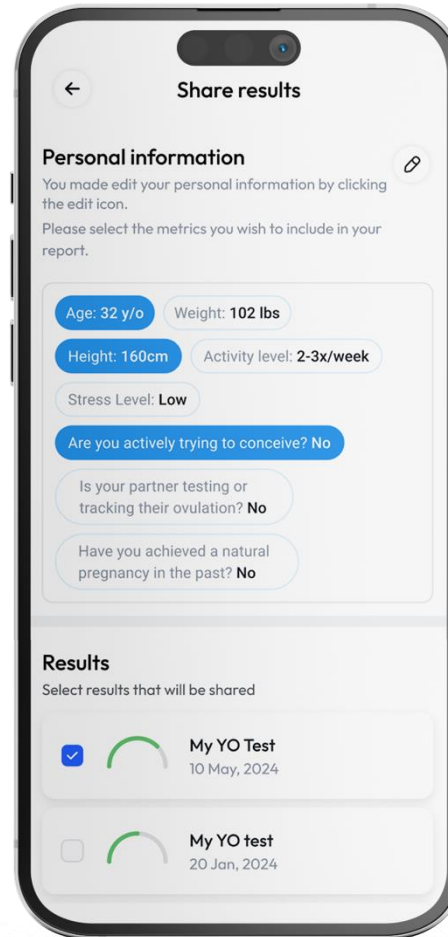 Share results
Personal information
You made edit your personal information by clicking
the edit icon.
Please select the metrics you wish to include in your
report.
Age: 32 y/o
Weight: 102 lbs
Height: 160cm
Activity level: 2-3x/week
Stress Level: Low
Are you actively trying to conceive? No
Is your partner testing or
tracking their ovulation? No
Have you achieved a natural
pregnancy in the past? No
Results
Select results that will be shared
My YO Test
10 May, 2024
My YO test
20 Jan, 2024